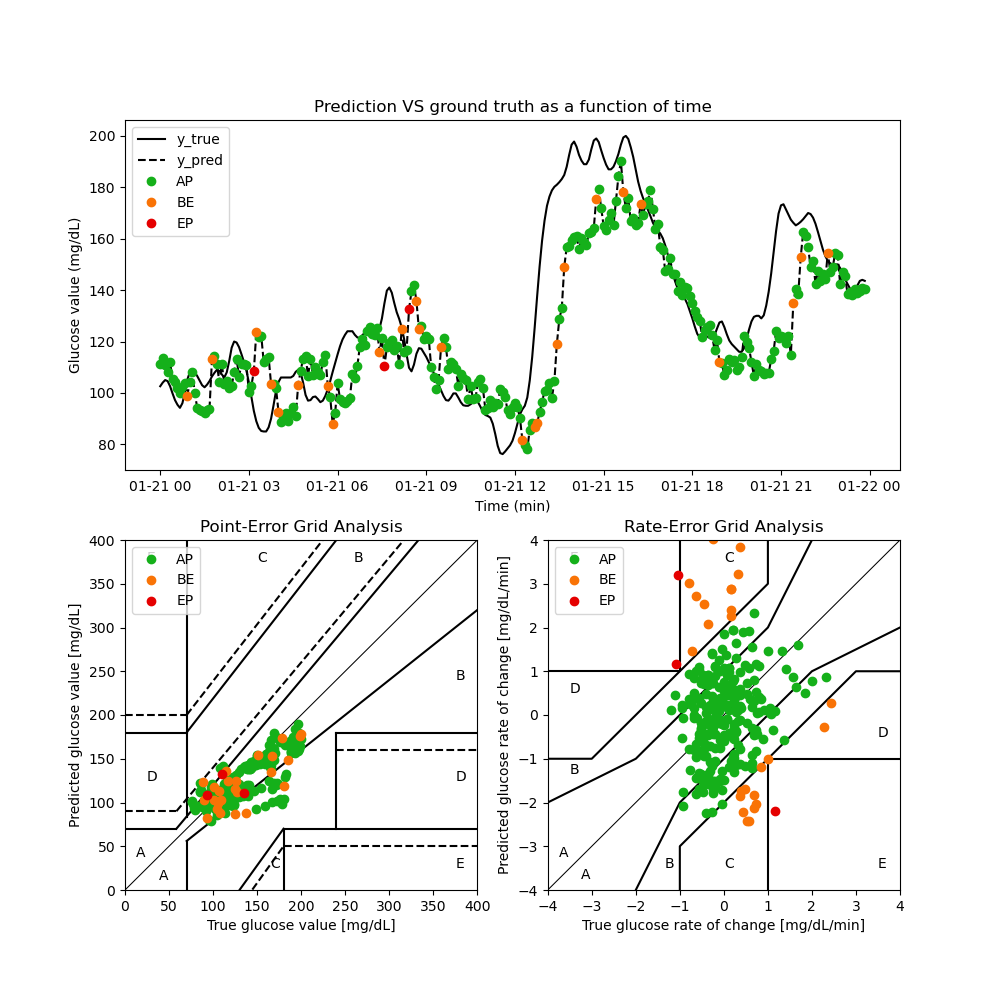 Prediction VS ground truth as a function of time
Glucose value (mg/dL)
200
180
160
140
120
100
80
y_true
y_pred
AP
BE
EP
01-21 00 01-21 03 01-21 06 01-21 09 01-21 12 01-21 15 01-21 18 01-21 21 01-22 00
Time (min)
Point-Error Grid Analysis
Predicted glucose value [mg/dL]
400
350
300
250
200
150
100
50
0
AP
BE
EP
C
B
B
D
D
A
A
C
E
0 50 100 150 200 250 300 350 400
True glucose value [mg/dL]
Rate-Error Grid Analysis
Predicted glucose rate of change [mg/dL/min]
4
3
2
1
0
−1
−2
−3
−4
AP
BE
EP
C
D
D
B
A
A
B
C
E
−4 −3 −2 −1 0 1 2 3 4
True glucose rate of change [mg/dL/min]